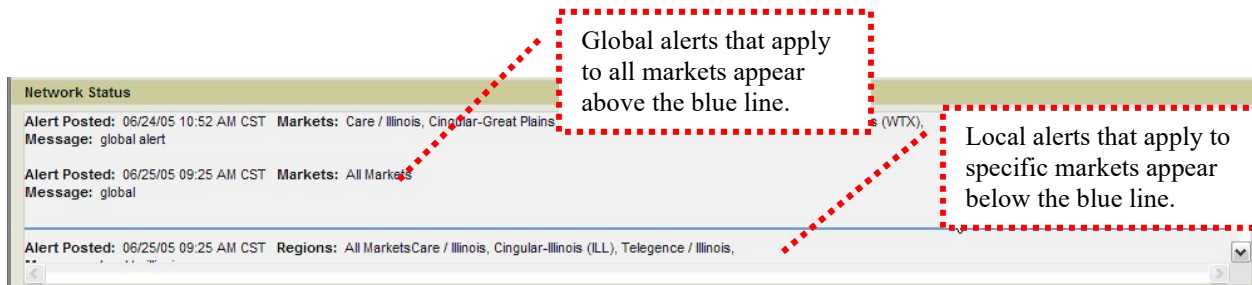 Global alerts that apply
to all markets appear
above the blue line.
Network Status
Alert Posted: 06/24/05 10:52 AM CST Markets: Care / Illinois, Cingular-Great Plains (WTX),
Message: global alert
Local alerts that apply to
specific markets appear
below the blue line.
Alert Posted: 06/25/05 09:25 AM CST Markets: All Markets
Message: global
Alert Posted: 06/25/05 09:25 AM CST Regions: All MarketsCare / Illinois, Cingular-Illinois (ILL), Telegence / Illinois,